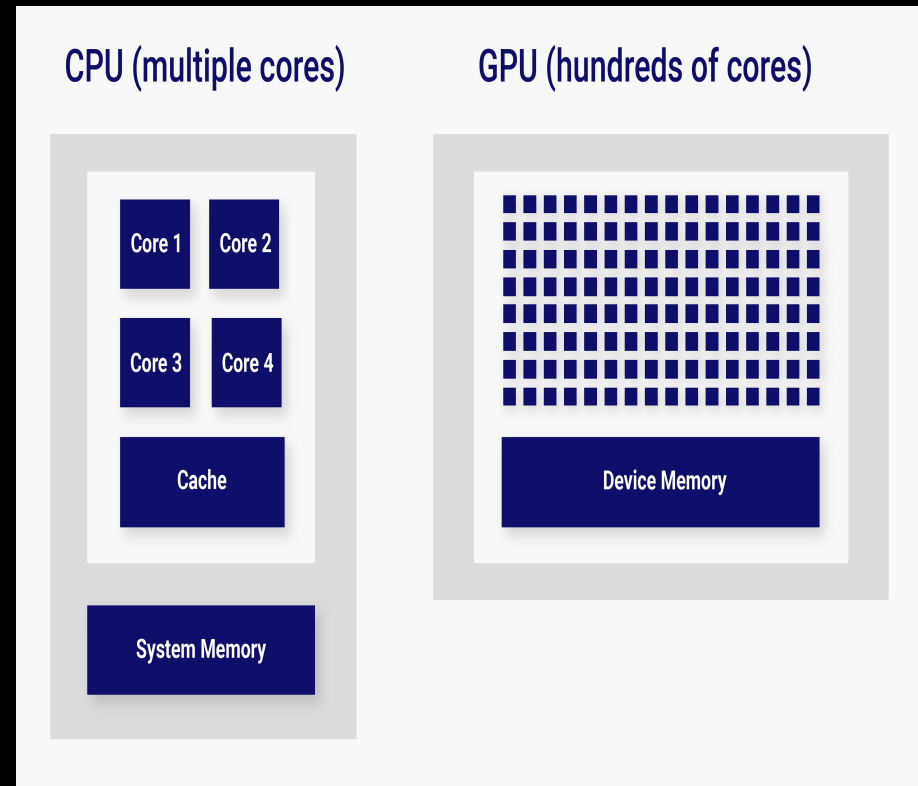 CPU (multiple cores)
GPU (hundreds of cores)
Core 1
Core 2
Core 3
Core 4
Cache
System Memory
Device Memory